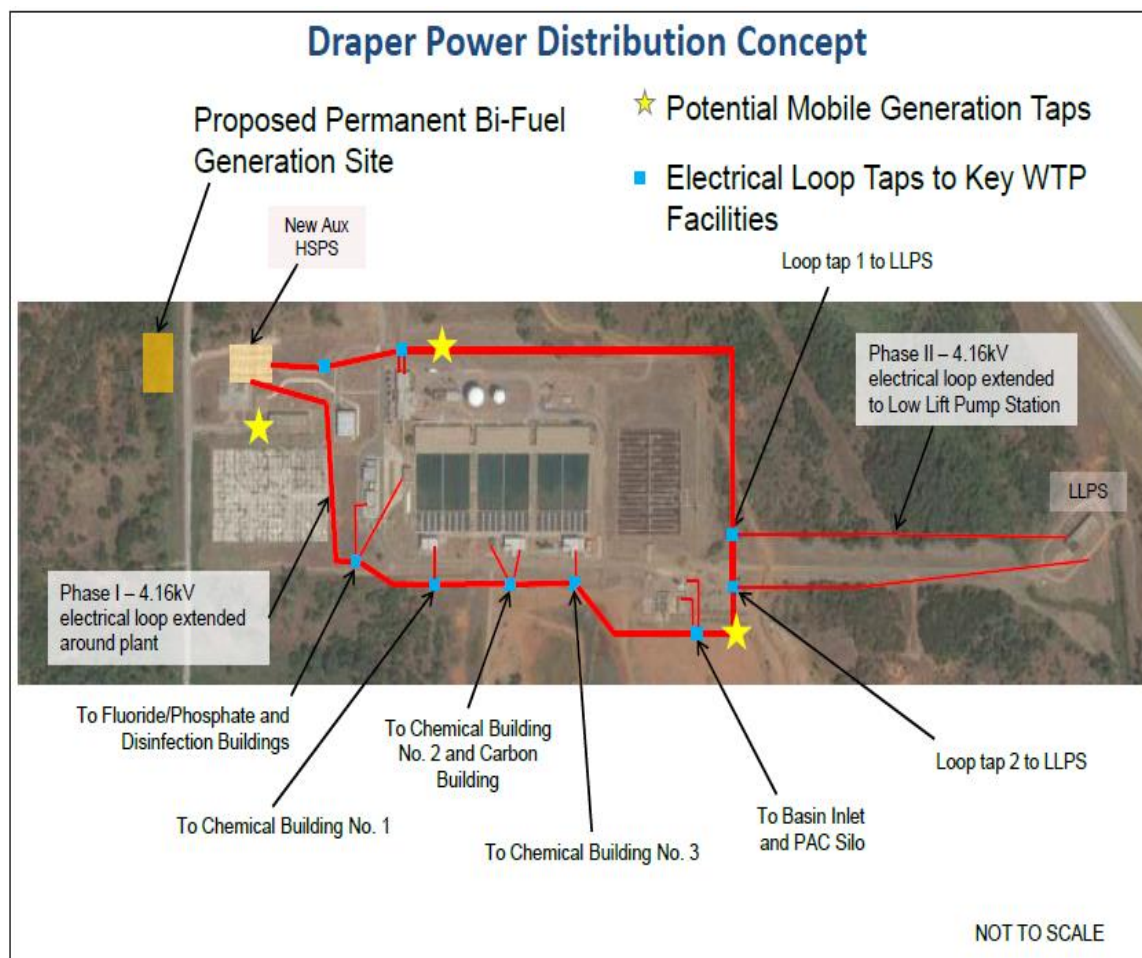 Draper Power Distribution Concept
Proposed Permanent Bi-Fuel
Generation Site
Potential Mobile Generation Taps
Electrical Loop Taps to Key WTP
Facilities
New Aux
HSPS
Loop tap 1 to LLPS
Phase II – 4.16kV
electrical loop extended
to Low Lift Pump Station
LLPS
Phase I – 4.16kV
electrical loop extended
around plant
To Fluoride/Phosphate and
Disinfection Buildings
To Chemical Building
No. 2 and Carbon
Building
Loop tap 2 to LLPS
To Chemical Building No. 1
To Chemical Building No. 3
To Basin Inlet
and PAC Silo
NOT TO SCALE